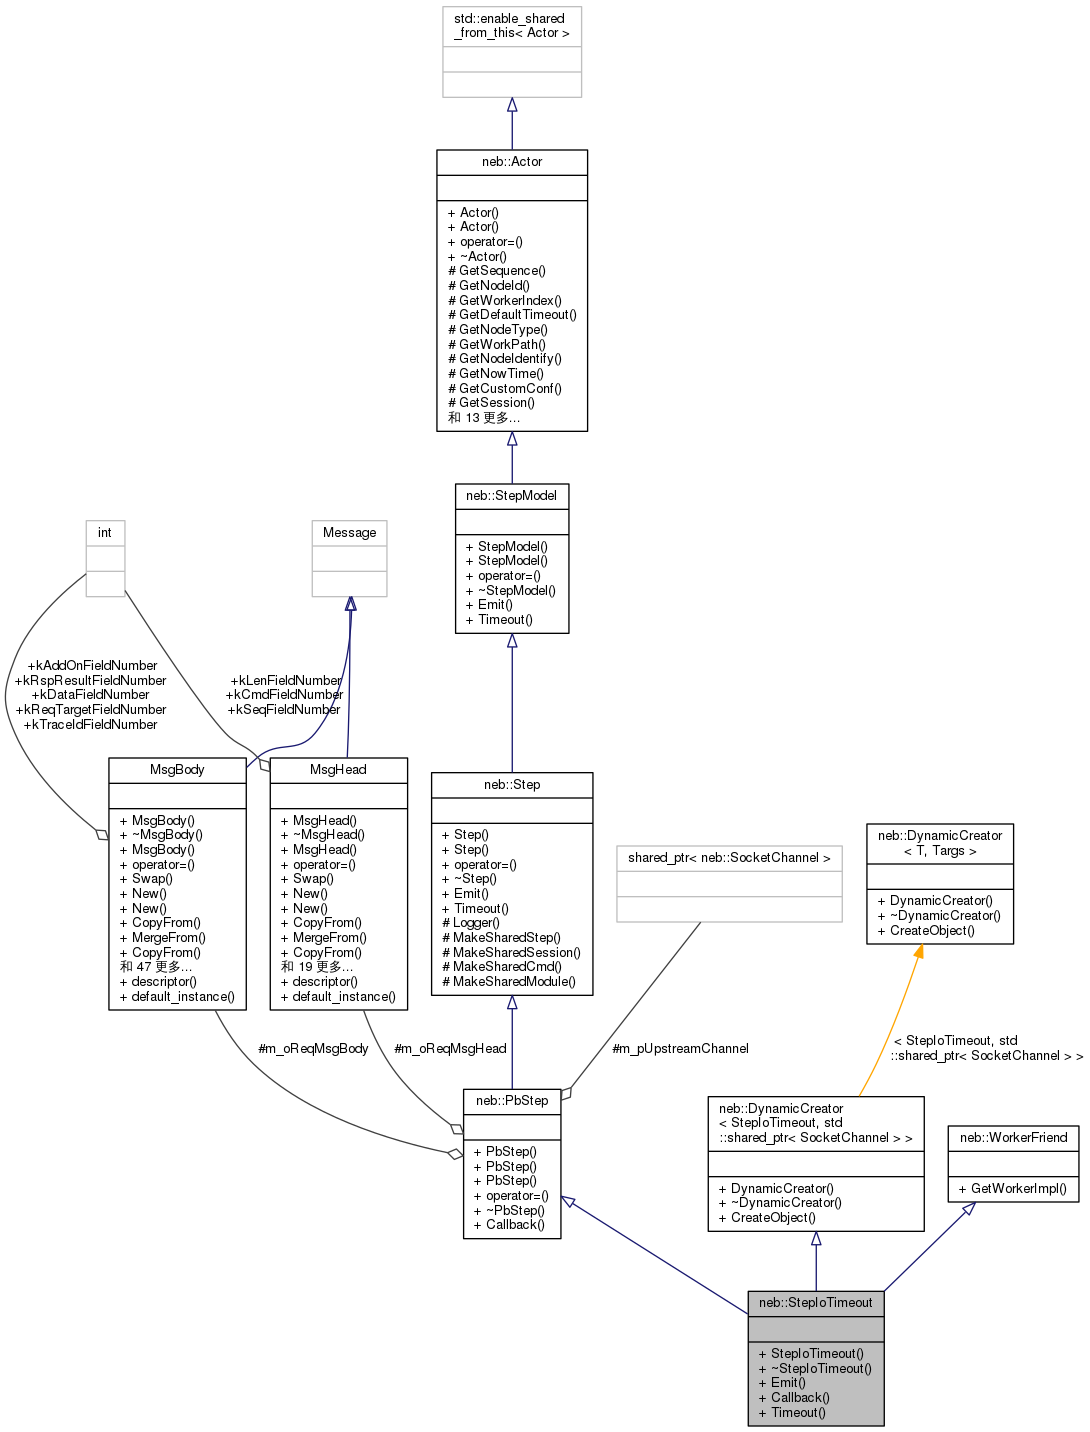 std::enable_shared
_from_this< Actor >
neb::Actor
+ Actor()
+ Actor()
+ operator=()
+ ~Actor()
# GetSequence()
# GetNodeId()
# GetWorkerIndex()
# GetDefaultTimeout()
# GetNodeType()
# GetWorkPath()
# GetNodeIdentify()
# GetNowTime()
# GetCustomConf()
# GetSession()
和 13 更多...
neb::StepModel
+ StepModel()
+ StepModel()
+ operator=()
+ ~StepModel()
+ Emit()
+ Timeout()
int
Message
+kAddOnFieldNumber
+kRspResultFieldNumber
+kDataFieldNumber
+kReqTargetFieldNumber
+kTraceIdFieldNumber
+kLenFieldNumber
+kCmdFieldNumber
+kSeqFieldNumber
MsgBody
+ MsgBody()
+ ~MsgBody()
+ MsgBody()
+ operator=()
+ Swap()
+ New()
+ New()
+ CopyFrom()
+ MergeFrom()
+ CopyFrom()
和 47 更多...
+ descriptor()
+ default_instance()
MsgHead
+ MsgHead()
+ ~MsgHead()
+ MsgHead()
+ operator=()
+ Swap()
+ New()
+ New()
+ CopyFrom()
+ MergeFrom()
+ CopyFrom()
和 19 更多...
+ descriptor()
+ default_instance()
neb::Step
+ Step()
+ Step()
+ operator=()
+ ~Step()
+ Emit()
+ Timeout()
# Logger()
# MakeSharedStep()
# MakeSharedSession()
# MakeSharedCmd()
# MakeSharedModule()
shared_ptr< neb::SocketChannel >
neb::DynamicCreator
< T, Targs >
+ DynamicCreator()
+ ~DynamicCreator()
+ CreateObject()
#m_oReqMsgBody
#m_oReqMsgHead
#m_pUpstreamChannel
< StepIoTimeout, std
::shared_ptr< SocketChannel > >
neb::PbStep
+ PbStep()
+ PbStep()
+ PbStep()
+ operator=()
+ ~PbStep()
+ Callback()
neb::DynamicCreator
< StepIoTimeout, std
::shared_ptr< SocketChannel > >
+ DynamicCreator()
+ ~DynamicCreator()
+ CreateObject()
neb::WorkerFriend
+ GetWorkerImpl()
neb::StepIoTimeout
+ StepIoTimeout()
+ ~StepIoTimeout()
+ Emit()
+ Callback()
+ Timeout()